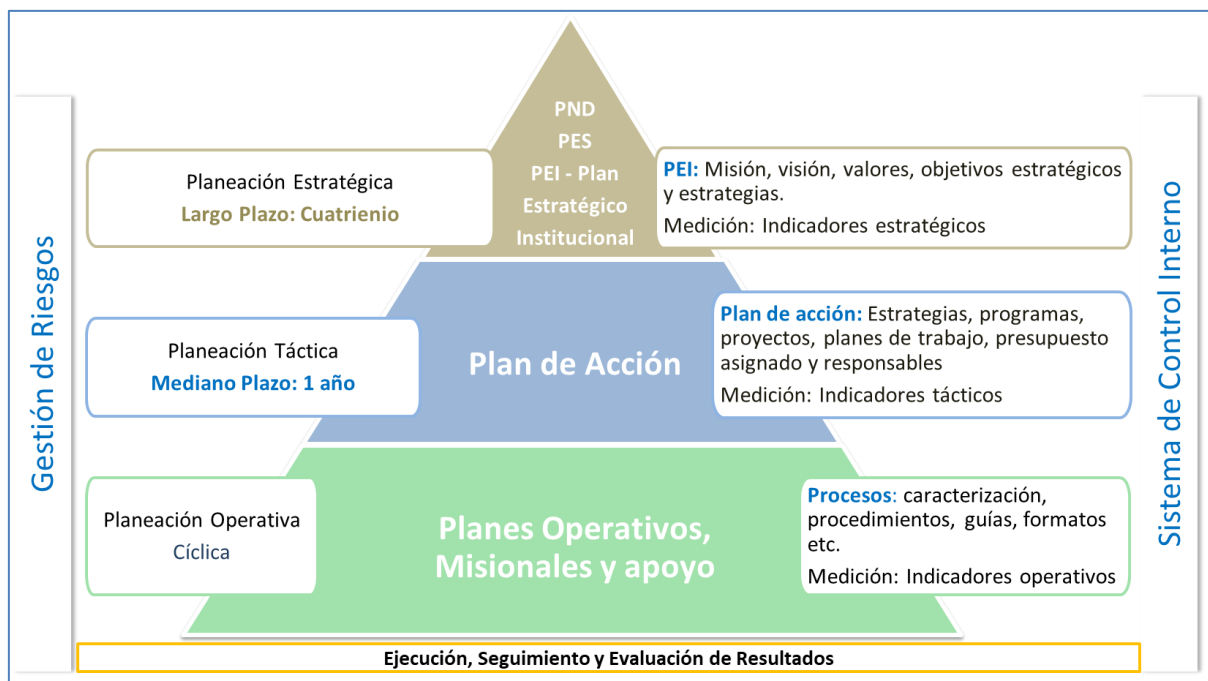 Gestión de Riesgos
Planeación Estratégica
Largo Plazo: Cuatrienio
PND
PES
PEI - Plan
Estratégico
Institucional
PEI: Misión, visión, valores, objetivos estratégicos
y estrategias.
Medición: Indicadores estratégicos
Planeación Táctica
Mediano Plazo: 1 año
Plan de Acción
Plan de acción: Estrategias, programas,
proyectos, planes de trabajo, presupuesto
asignado y responsables
Medición: Indicadores tácticos
Planeación Operativa
Cíclica
Planes Operativos,
Misionales y apoyo
Procesos: caracterización,
procedimientos, guías, formatos
etc.
Medición: Indicadores operativos
Sistema de Control Interno
Ejecución, Seguimiento y Evaluación de Resultados